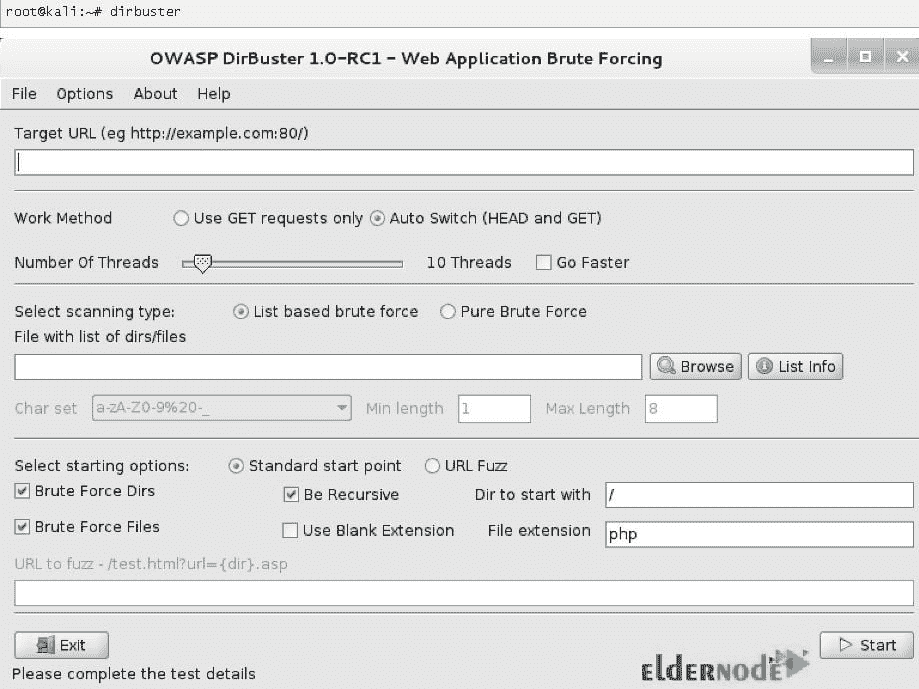 root@kali:~# dirbuster
OWASP DirBuster 1.0-RC1 - Web Application Brute Forcing
File Options About Help
Target URL (eg http://example.com:80/)
Work Method Use GET requests only Auto Switch (HEAD and GET)
Number Of Threads 10 Threads Go Faster
Select scanning type: List based brute force Pure Brute Force
File with list of dirs/files
Browse List Info
Char set a-zA-Z0-9%20-_ Min length 1 Max Length 8
Select starting options: Standard start point URL Fuzz
Brute Force Dirs Be Recursive Dir to start with /
Brute Force Files Use Blank Extension File extension php
URL to fuzz - /test.html?url={dir}.asp
Exit Start
Please complete the test details
eldernode